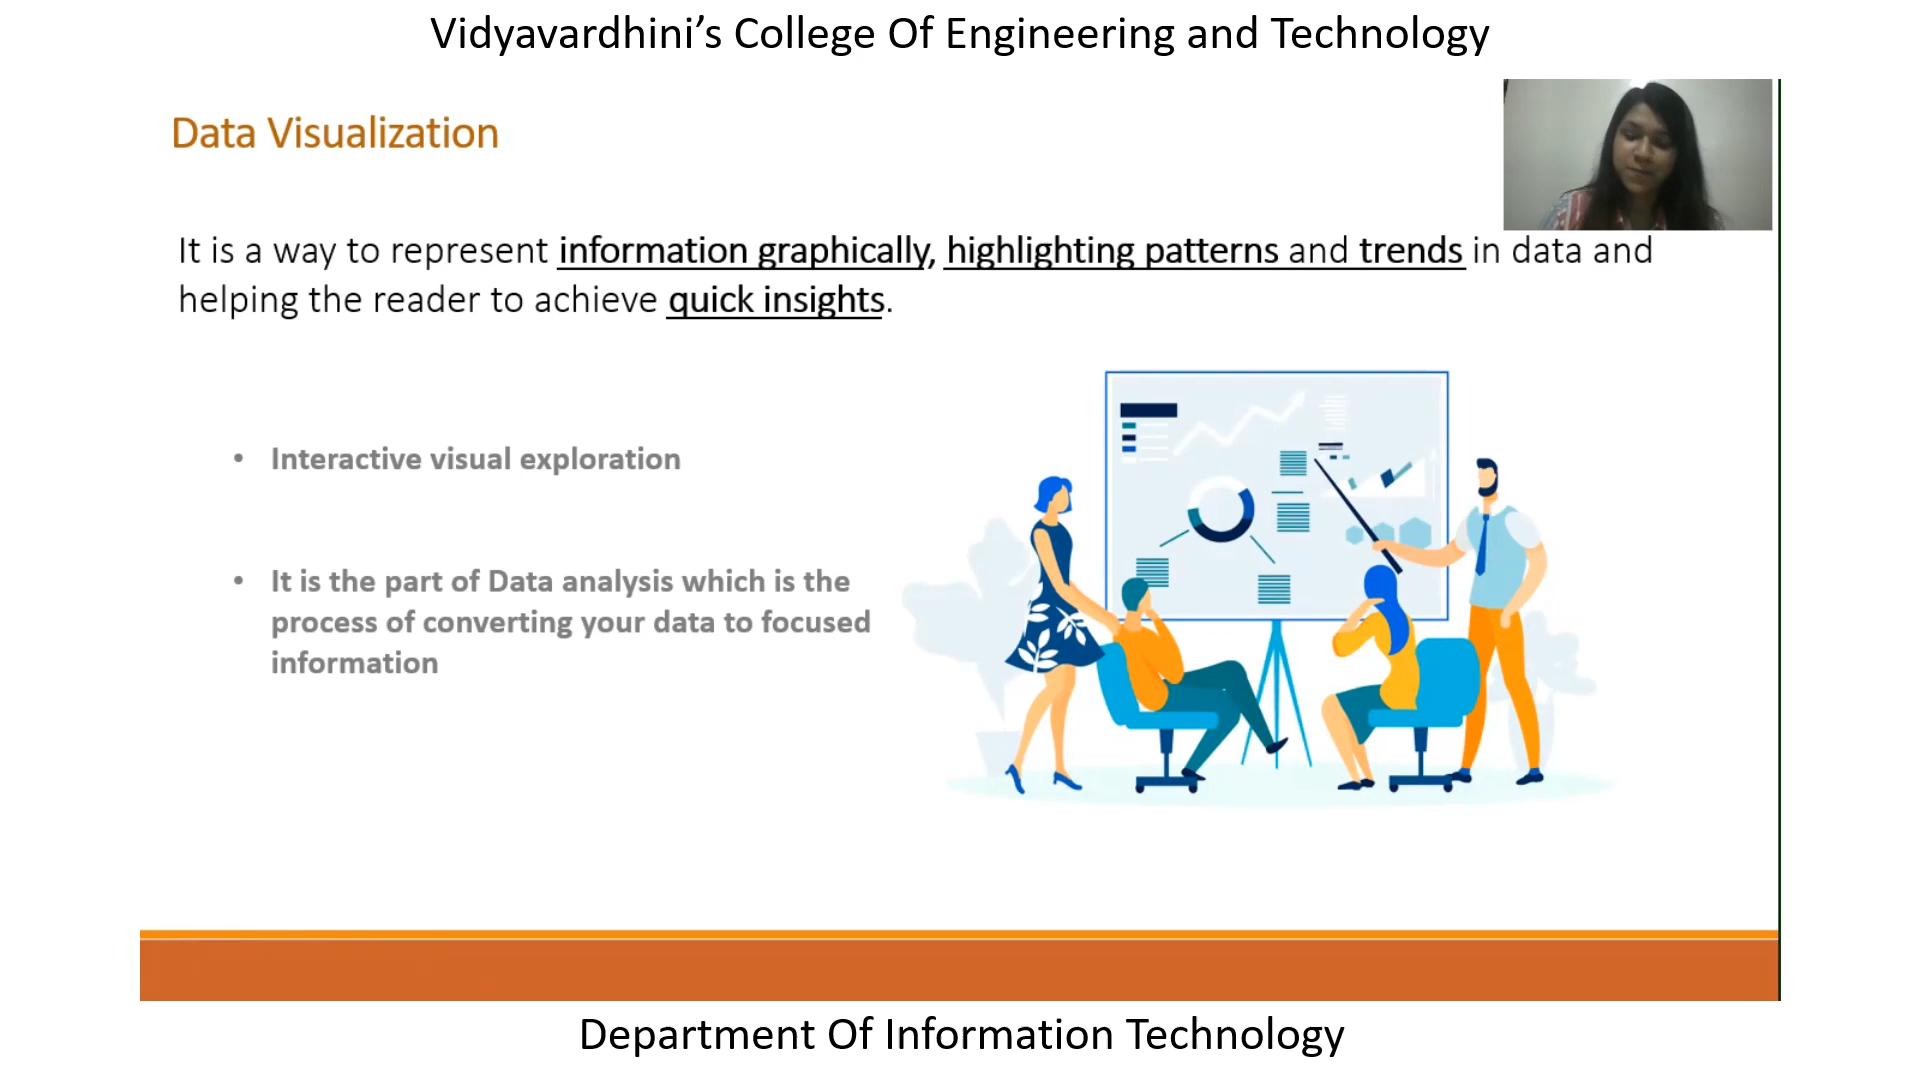 Vidyavardhini’s College Of Engineering and Technology
Data Visualization
It is a way to represent information graphically, highlighting patterns and trends in data and
helping the reader to achieve quick insights.
• Interactive visual exploration
• It is the part of Data analysis which is the
process of converting your data to focused
information
Department Of Information Technology